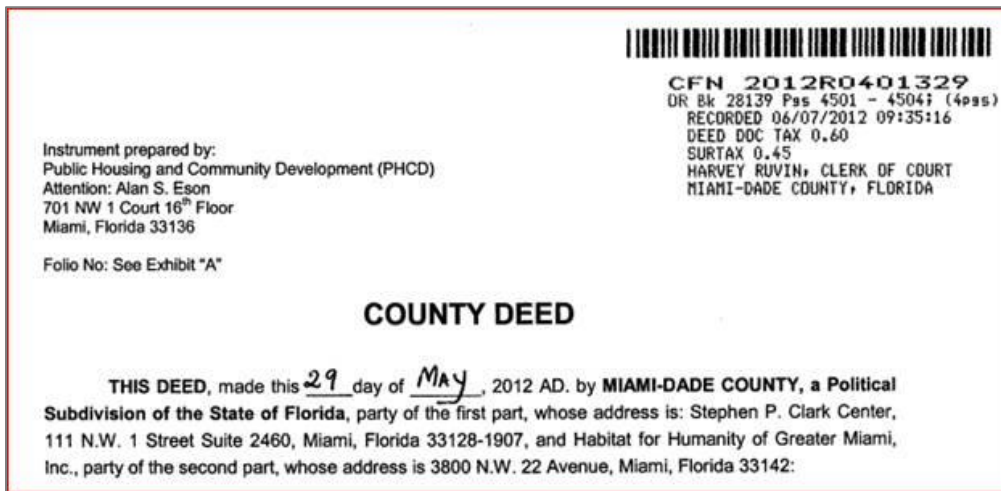 CFN 2012R0401329
OR Bk 28139 Pgs 4501 - 4504; (4pgs)
RECORDED 06/07/2012 09:35:16
DEED DOC TAX 0.60
SURTAX 0.45
HARVEY RUVIN, CLERK OF COURT
MIAMI-DADE COUNTY, FLORIDA
Instrument prepared by:
Public Housing and Community Development (PHCD)
Attention: Alan S. Eson
701 NW 1 Court 16th Floor
Miami, Florida 33136
Folio No: See Exhibit "A"
COUNTY DEED
THIS DEED, made this 29 day of MAY, 2012 AD. by MIAMI-DADE COUNTY, a Political
Subdivision of the State of Florida, party of the first part, whose address is: Stephen P. Clark Center,
111 N.W. 1 Street Suite 2460, Miami, Florida 33128-1907, and Habitat for Humanity of Greater Miami,
Inc., party of the second part, whose address is 3800 N.W. 22 Avenue, Miami, Florida 33142: